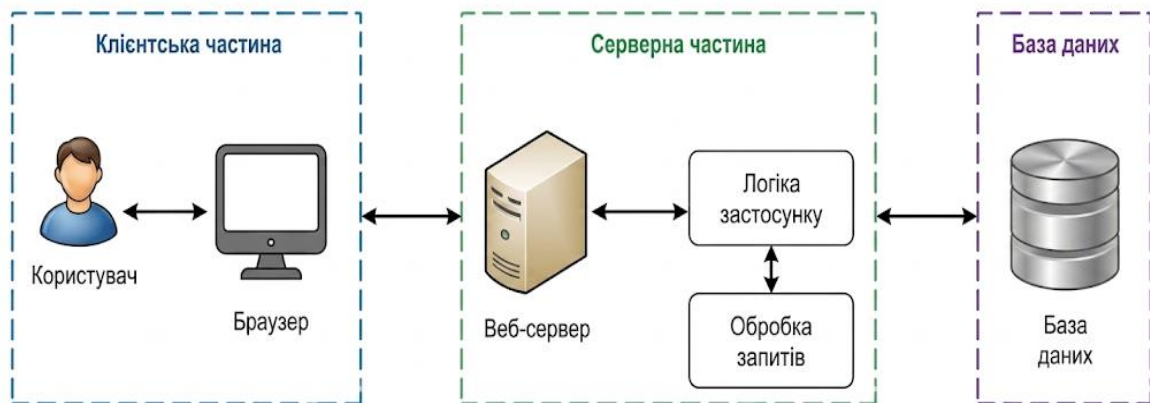 Клієнтська частина
Серверна частина
База даних
Користувач
Браузер
Веб-сервер
Логіка
застосунку
Обробка
запитів
База
даних